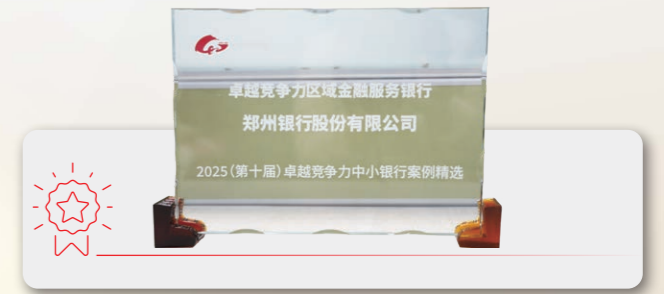 卓越竞争力区域金融服务银行
郑州银行股份有限公司
2025(第十届)卓越竞争力中小银行案例精选